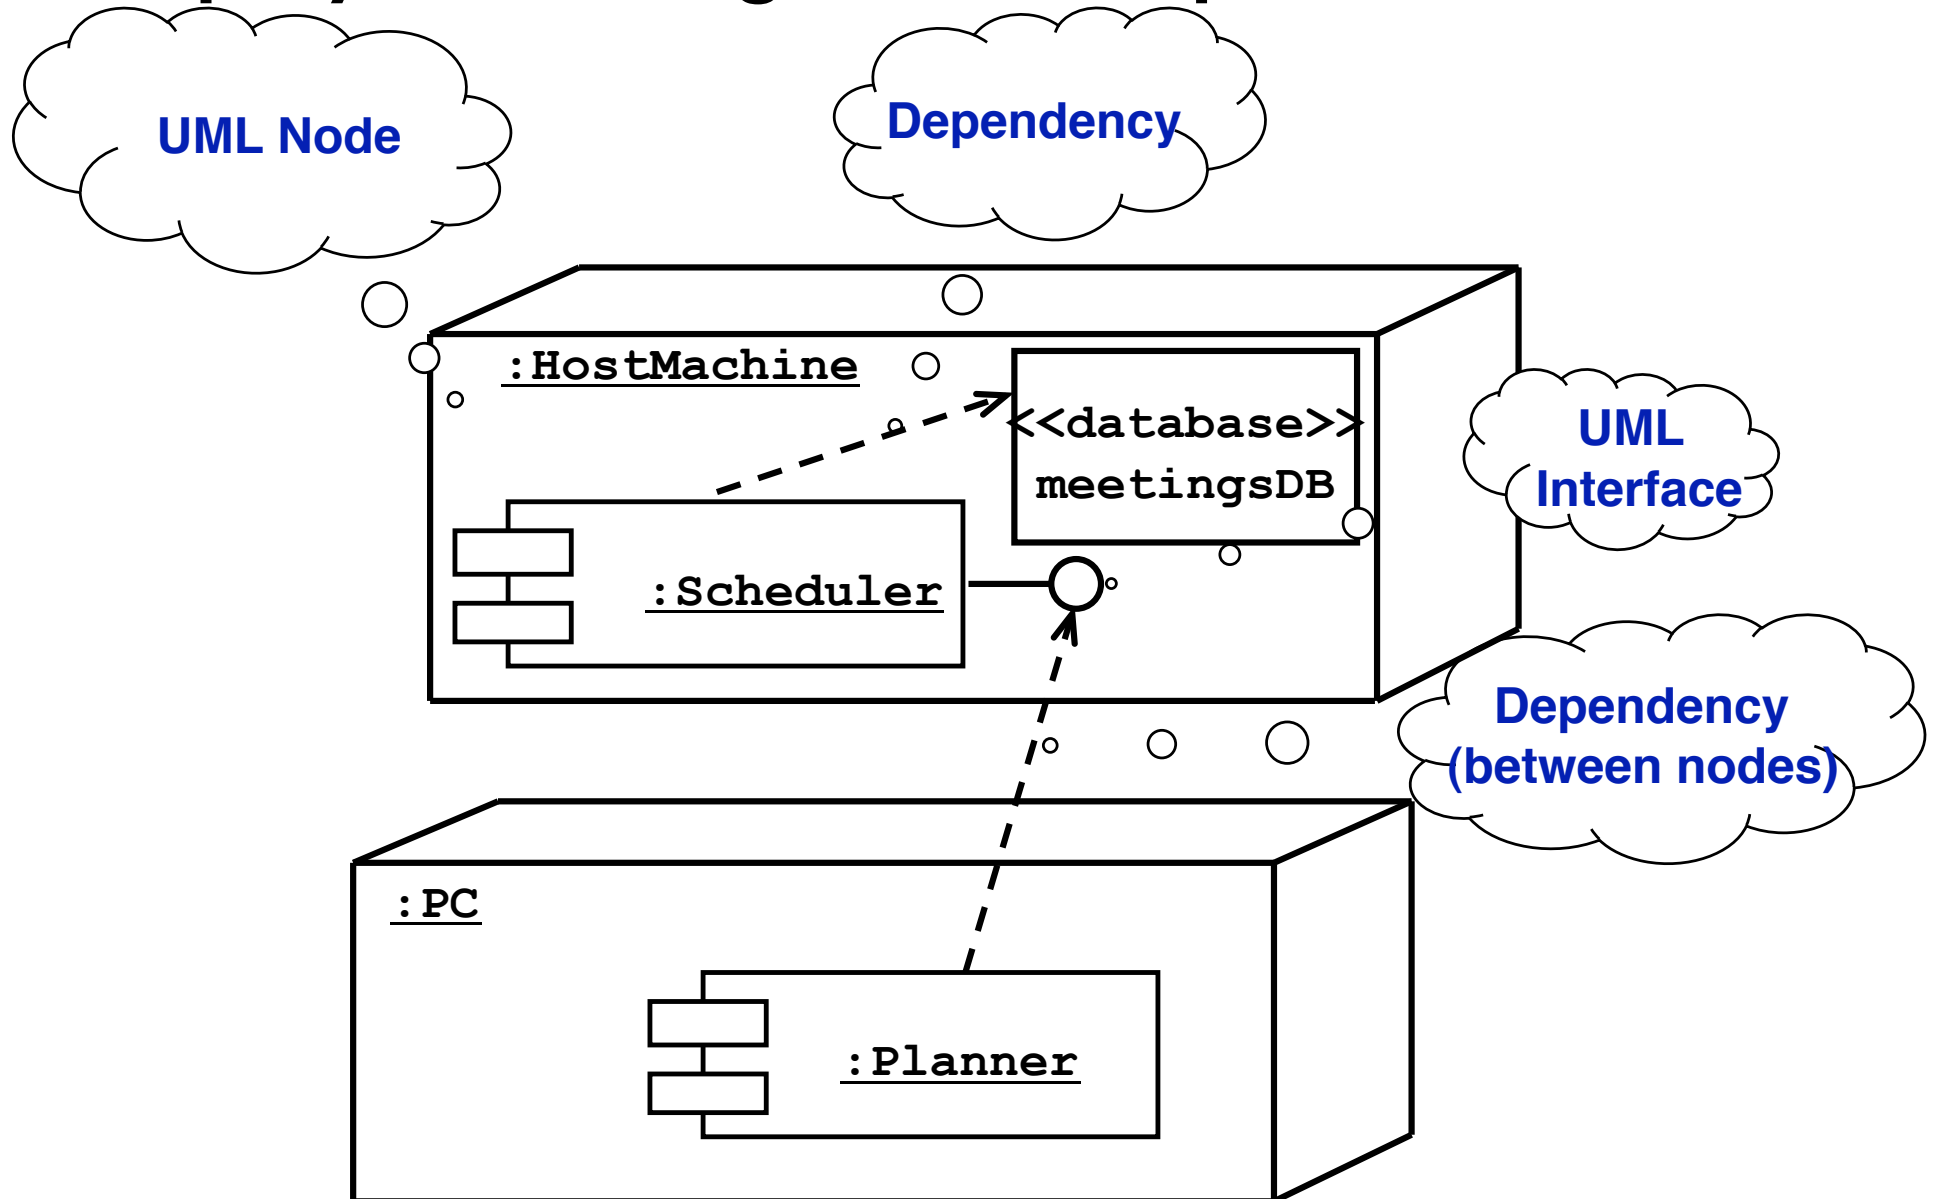 UML Node
Dependency
:HostMachine
<<database>>
meetingsDB
UML
Interface
:Scheduler
Dependency
(between nodes)
:PC
:Planner